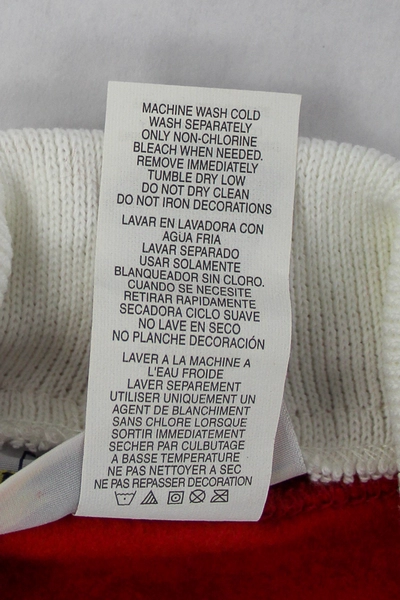 MACHINE WASH COLD
WASH SEPARATELY
ONLY NON-CHLORINE
BLEACH WHEN NEEDED.
REMOVE IMMEDIATELY
TUMBLE DRY LOW
DO NOT DRY CLEAN
DO NOT IRON DECORATIONS
LAVAR EN LAVADORA CON
AGUA FRIA
LAVAR SEPARADO
USAR SOLAMENTE
BLANQUEADOR SIN CLORO.
CUANDO SE NECESITE
RETIRAR RAPIDAMENTE
SECADORA CICLO SUAVE
NO LAVE EN SECO
NO PLANCHE DECORACIÓN
LAVER A LA MACHINE A
L'EAU FROIDE
LAVER SEPAREMENT
UTILISER UNIQUEMENT UN
AGENT DE BLANCHIMENT
SANS CHLORE LORSQUE
SORTIR IMMEDIATEMENT
SECHER PAR CULBUTAGE
A BASSE TEMPERATURE
NE PAS NETTOYER A SEC
NE PAS REPASSER DECORATION